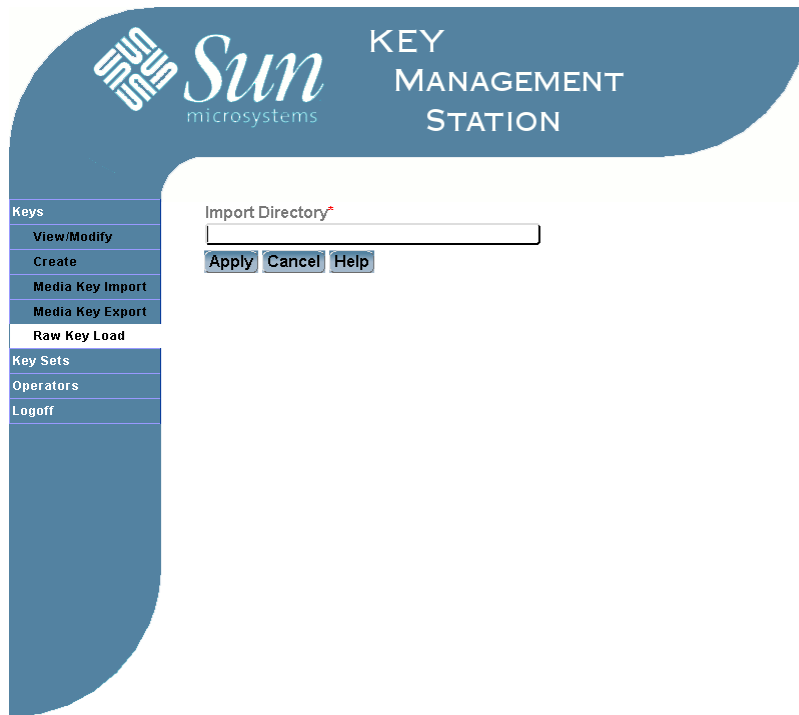 Sun
microsystems
KEY
MANAGEMENT
STATION
Keys
View/Modify
Create
Media Key Import
Media Key Export
Raw Key Load
Key Sets
Operators
Logoff
Import Directory*
Apply Cancel Help